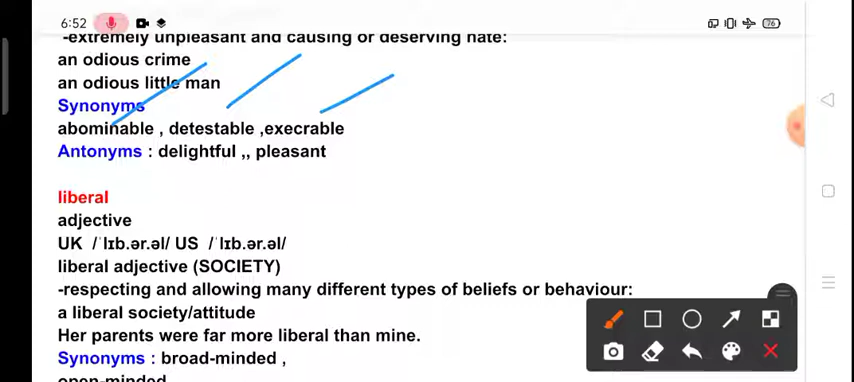 6:52
76
-extremely unpleasant and causing or deserving hate:
an odious crime
an odious little man
Synonyms
abominable , detestable ,execrable
Antonyms : delightful ,, pleasant
liberal
adjective
UK /ˈlɪb.ər.əl/ US /ˈlɪb.ər.əl/
liberal adjective (SOCIETY)
-respecting and allowing many different types of beliefs or behaviour:
a liberal society/attitude
Her parents were far more liberal than mine.
Synonyms : broad-minded ,
open-minded